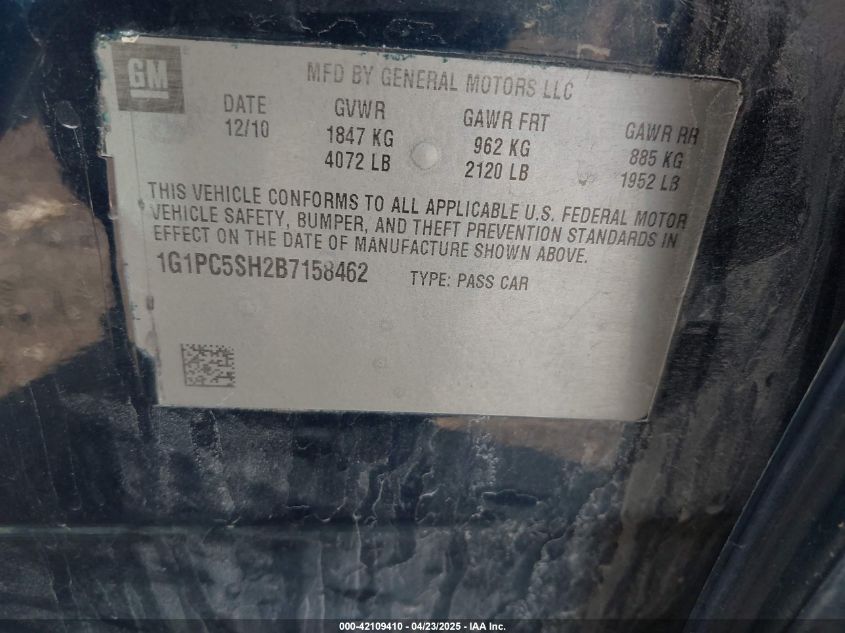 GM
MFD BY GENERAL MOTORS LLC
DATE GVWR GAWR FRT GAWR RR
12/10 1847 KG 962 KG 885 KG
4072 LB 2120 LB 1952 LB
THIS VEHICLE CONFORMS TO ALL APPLICABLE U.S. FEDERAL MOTOR
VEHICLE SAFETY, BUMPER, AND THEFT PREVENTION STANDARDS IN
EFFECT ON THE DATE OF MANUFACTURE SHOWN ABOVE.
1G1PC5SH2B7158462 TYPE: PASS CAR
000-42109410 - 04/23/2025 - IAA Inc.